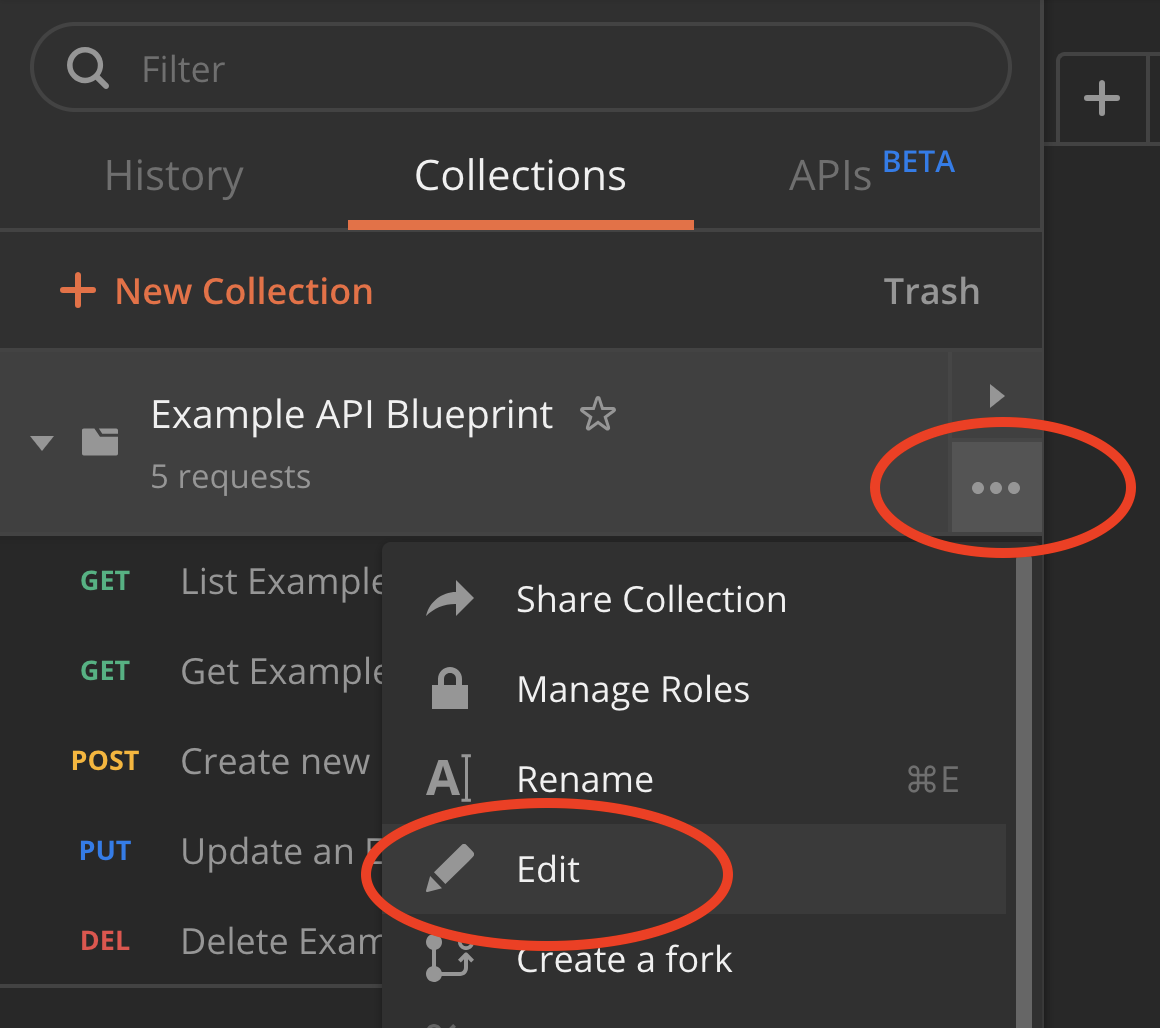 Filter
History Collections APIs BETA
New Collection Trash
Example API Blueprint
5 requests
GET List Example
GET Get Example
POST Create new
PUT Update an E
DEL Delete Exam
Share Collection
Manage Roles
Rename ⌘E
Edit
Create a fork